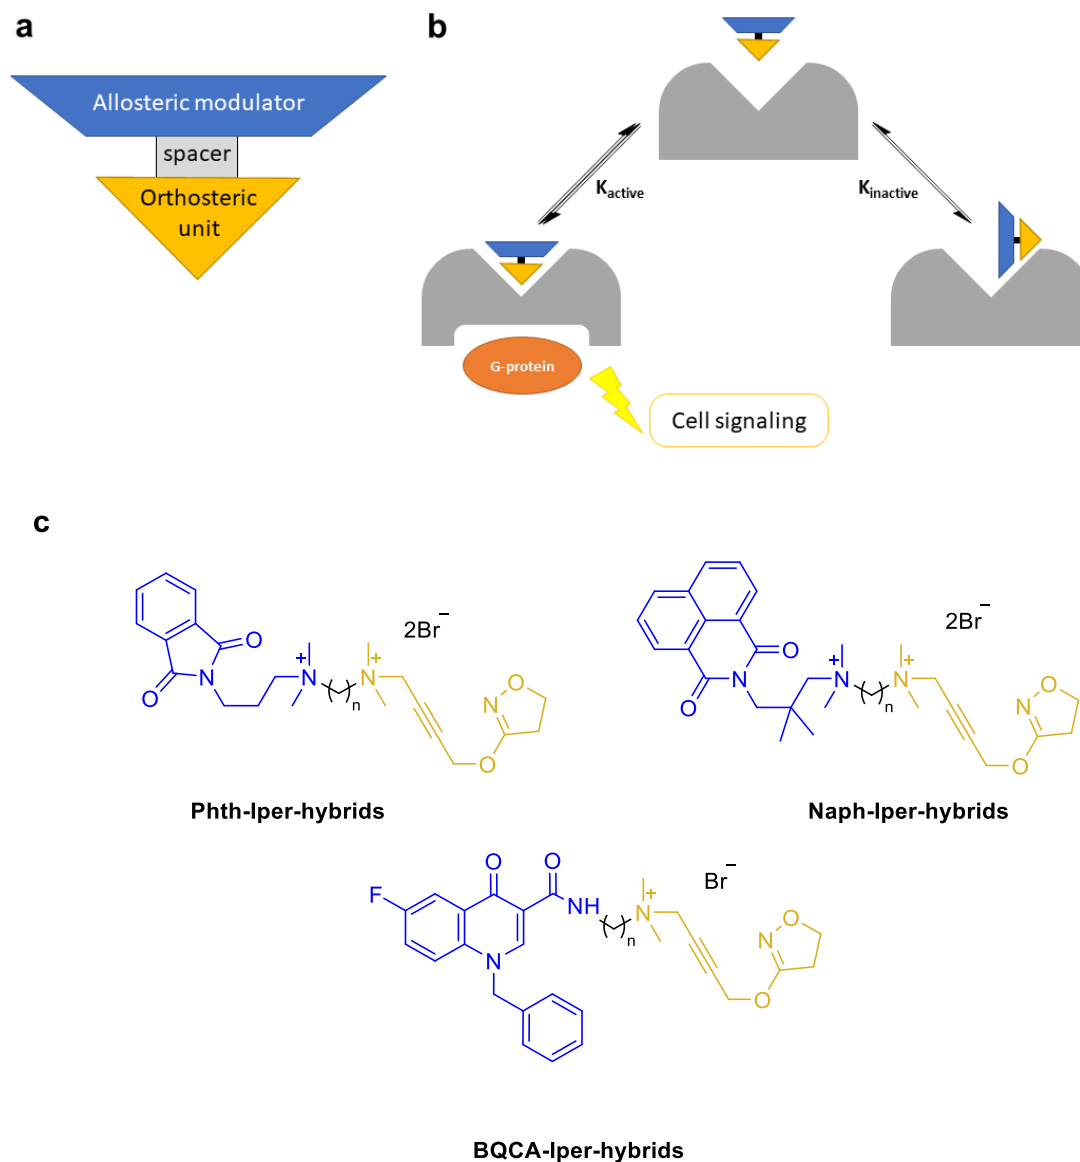 a
b
Allosteric modulator
spacer
Orthosteric
unit
Kactive
Kinactive
G-protein
Cell signaling
c
O
O
N
N
+
N
+
n
O
N
O
2Br−
Phth-Iper-hybrids
O
O
N
N
+
N
+
n
O
N
O
2Br−
Naph-Iper-hybrids
F
O
O
NH
N
n
N
+
O
N
O
Br−
BQCA-Iper-hybrids